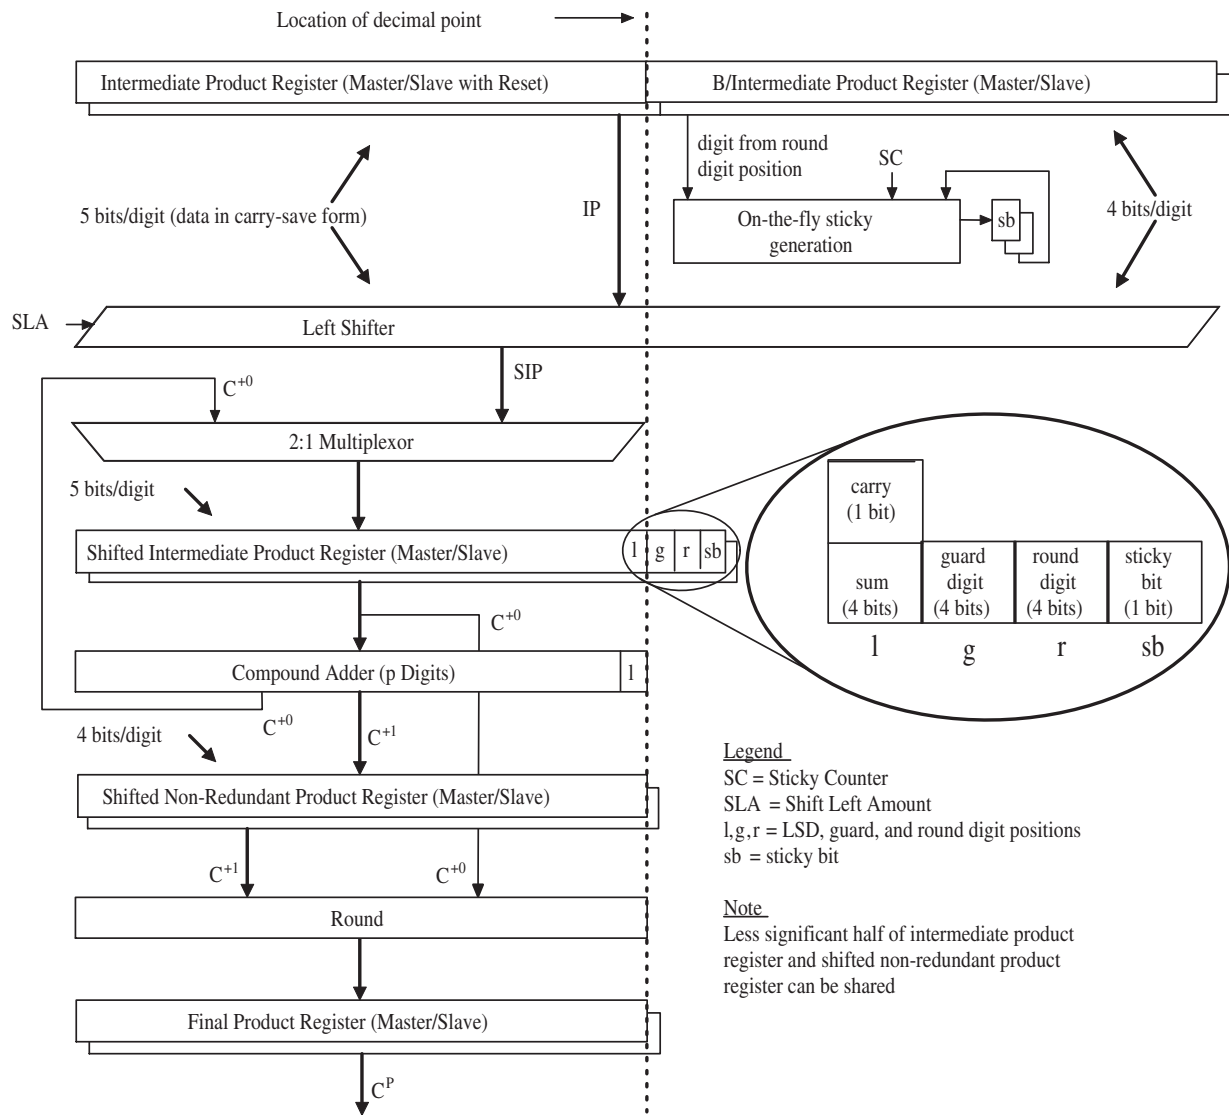 Location of decimal point
Intermediate Product Register (Master/Slave with Reset)
B/Intermediate Product Register (Master/Slave)
digit from round
digit position
SC
5 bits/digit (data in carry-save form)
IP
On-the-fly sticky
generation
sb
4 bits/digit
SLA
Left Shifter
C+0
SIP
2:1 Multiplexor
5 bits/digit
Shifted Intermediate Product Register (Master/Slave)
l g r sb
carry
(1 bit)
sum
(4 bits)
guard
digit
(4 bits)
round
digit
(4 bits)
sticky
bit
(1 bit)
l g r sb
C+0
Compound Adder (p Digits)
l
C+0
4 bits/digit
C+1
Shifted Non-Redundant Product Register (Master/Slave)
C+1
C+0
Round
Final Product Register (Master/Slave)
CP
Legend
SC = Sticky Counter
SLA = Shift Left Amount
l,g,r = LSD, guard, and round digit positions
sb = sticky bit
Note
Less significant half of intermediate product
register and shifted non-redundant product
register can be shared